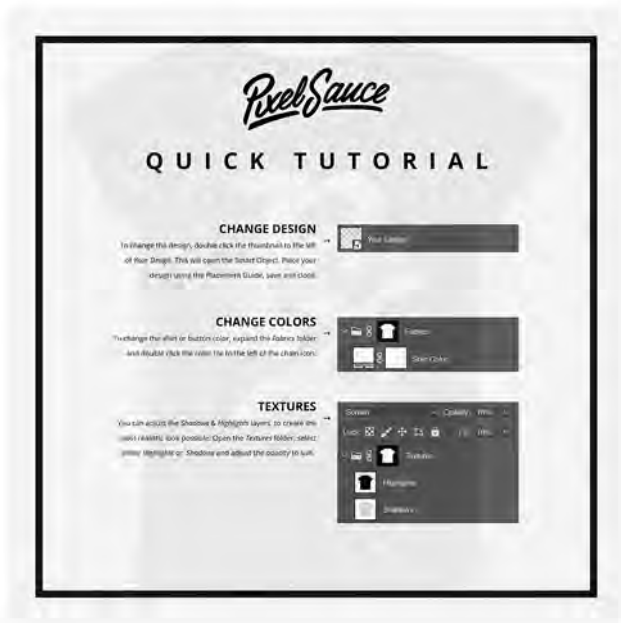 Pixel Sauce
QUICK TUTORIAL
CHANGE DESIGN
To change the design, double click the thumbnail to the left
of Your Design. This will open the Smart Object. Place your
design using the Placement Guide, save and close.
Your Design
CHANGE COLORS
To change the shirt or button color, expand the Fabrics folder
and double click the color tile to the left of the chain icon.
Fabrics
Shirt Color
TEXTURES
You can adjust the Shadows & Highlights layers, to create the
most realistic look possible. Open the Textures folder, select
either Highlights or Shadows and adjust the opacity to suit.
Screen
Opacity:
Lock:
Textures
Highlights
Shadows